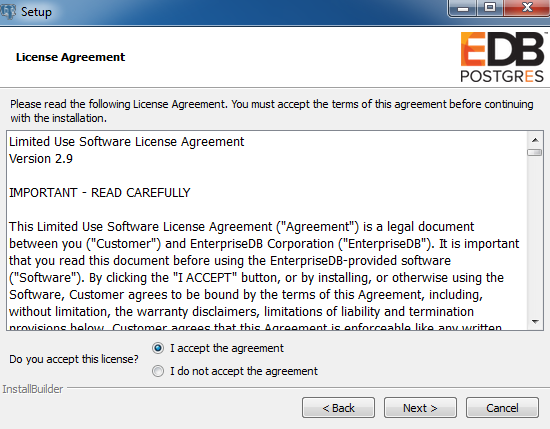 Setup
License Agreement
EDB
POSTGRES
Please read the following License Agreement. You must accept the terms of this agreement before continuing
with the installation.
Limited Use Software License Agreement
Version 2.9
IMPORTANT - READ CAREFULLY
This Limited Use Software License Agreement ("Agreement") is a legal document
between you ("Customer") and EnterpriseDB Corporation ("EnterpriseDB"). It is important
that you read this document before using the EnterpriseDB-provided software
("Software"). By clicking the "I ACCEPT" button, or by installing, or otherwise using the
Software, Customer agrees to be bound by the terms of this Agreement, including,
without limitation, the warranty disclaimers, limitations of liability and termination
provisions below. Customer agrees that this Agreement is enforceable like any written
Do you accept this license?
I accept the agreement
I do not accept the agreement
InstallBuilder
< Back
Next >
Cancel